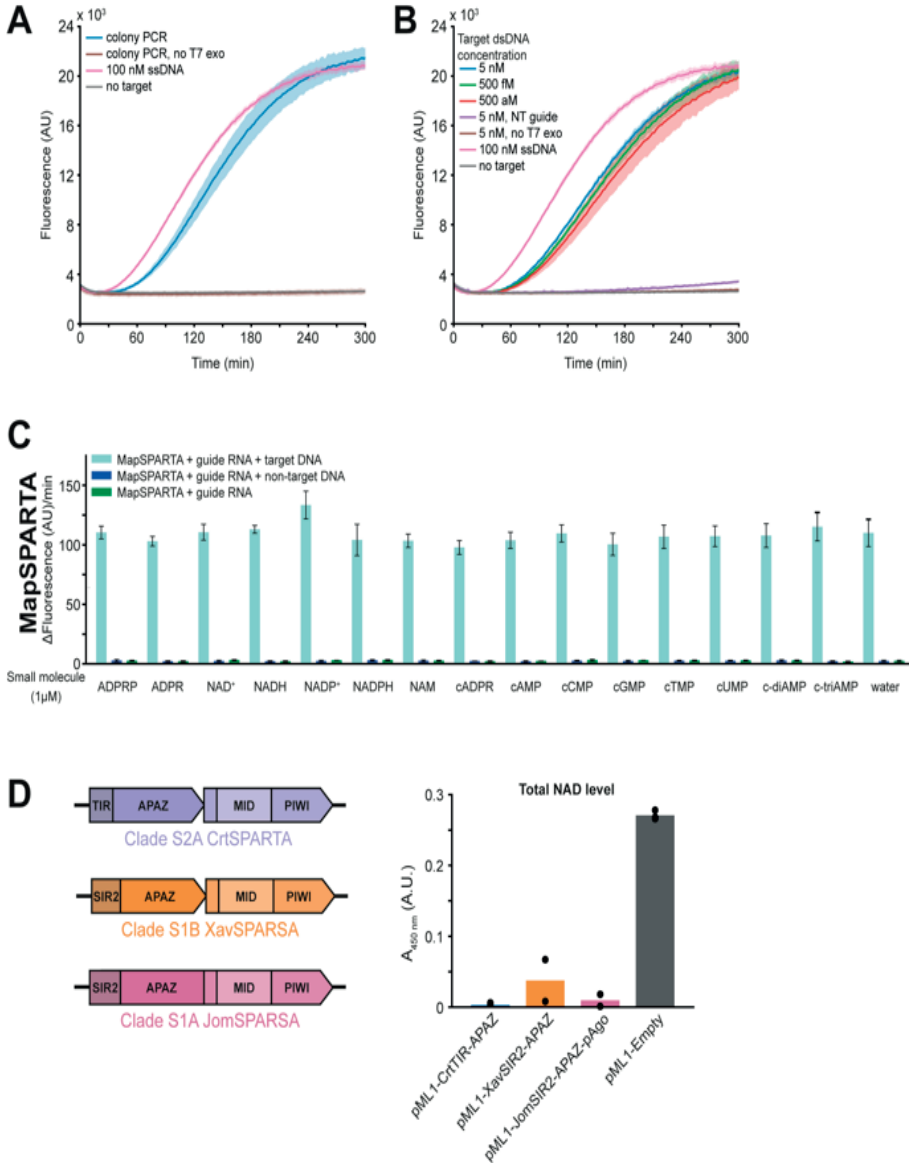 A
x 10³
24
20
16
12
8
4
0
Fluorescence (AU)
colony PCR
colony PCR, no T7 exo
100 nM ssDNA
no target
0 60 120 180 240 300
Time (min)
B
x 10³
24
20
16
12
8
4
0
Fluorescence (AU)
Target dsDNA
concentration
5 nM
500 fM
500 aM
5 nM, NT guide
5 nM, no T7 exo
100 nM ssDNA
no target
0 60 120 180 240 300
Time (min)
C
MapSPARTA
ΔFluorescence (AU)/min
MapSPARTA + guide RNA + target DNA
MapSPARTA + guide RNA + non-target DNA
MapSPARTA + guide RNA
150
100
50
0
Small molecule
(1µM)
ADPRP ADPR NAD⁺ NADH NADP⁺ NADPH NAM cADPR cAMP cCMP cGMP cTMP cUMP c-diAMP c-triAMP water
D
TIR APAZ MID PIWI
Clade S2A CrtSPARTA
SIR2 APAZ MID PIWI
Clade S1B XavSPARSA
SIR2 APAZ MID PIWI
Clade S1A JomSPARSA
Total NAD level
0.3
0.2
0.1
0
A450 nm (A.U.)
pML1-CrtTIR-APAZ
pML1-XavSIR2-APAZ
pML1-JomSIR2-APAZ-pAgo
pML1-Empty